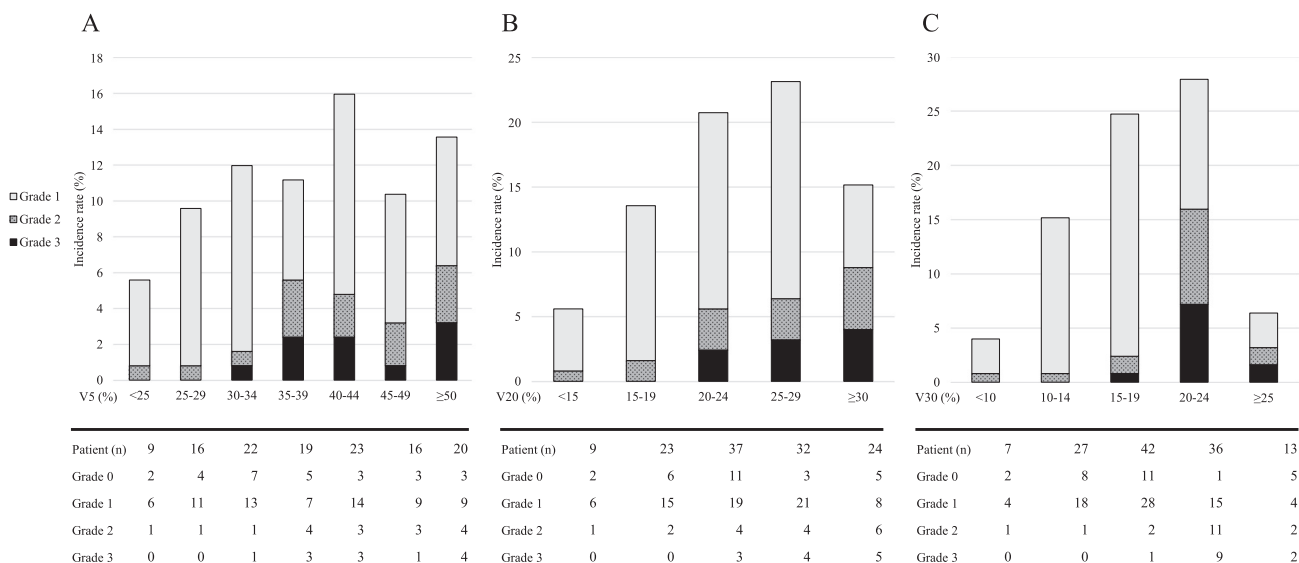 A
B
C
18
16
14
12
10
8
6
4
2
0
Incidence rate (%)
Grade 1
Grade 2
Grade 3
V5 (%) <25 25-29 30-34 35-39 40-44 45-49 ≥50
Patient (n) 9 16 22 19 23 16 20
Grade 0 2 4 7 5 3 3 3
Grade 1 6 11 13 7 14 9 9
Grade 2 1 1 1 4 3 3 4
Grade 3 0 0 1 3 3 1 4
25
20
15
10
5
0
Incidence rate (%)
V20 (%) <15 15-19 20-24 25-29 ≥30
Patient (n) 9 23 37 32 24
Grade 0 2 6 11 3 5
Grade 1 6 15 19 21 8
Grade 2 1 2 4 4 6
Grade 3 0 0 3 4 5
30
25
20
15
10
5
0
Incidence rate (%)
V30 (%) <10 10-14 15-19 20-24 ≥25
Patient (n) 7 27 42 36 13
Grade 0 2 8 11 1 5
Grade 1 4 18 28 15 4
Grade 2 1 1 2 11 2
Grade 3 0 0 1 9 2